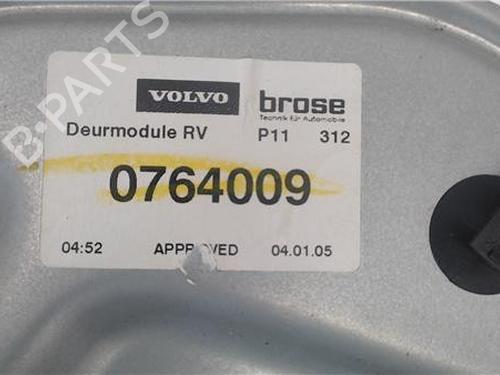 B-PARTS
VOLVO brose
Technik für Automobile
Deurmodule RV P11 312
0764009
04:52 APPROVED 04.01.05